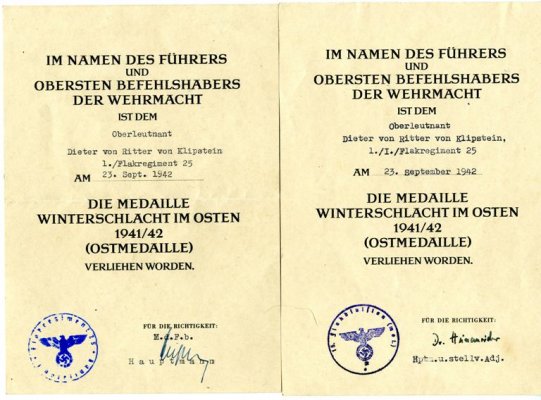 IM NAMEN DES FÜHRERS
UND
OBERSTEN BEFEHLSHABERS
DER WEHRMACHT
IST DEM
Oberleutnant
Dieter von Ritter von Klipstein
1./Flakregiment 25
AM 23. Sept. 1942
DIE MEDAILLE
WINTERSCHLACHT IM OSTEN
1941/42
(OSTMEDAILLE)
VERLIEHEN WORDEN.
FÜR DIE RICHTIGKEIT:
M.d.F.b.
Hauptmann
IM NAMEN DES FÜHRERS
UND
OBERSTEN BEFEHLSHABERS
DER WEHRMACHT
IST DEM
Oberleutnant
Dieter von Ritter von Klipstein,
1./I./Flakregiment 25
AM 23. September 1942
DIE MEDAILLE
WINTERSCHLACHT IM OSTEN
1941/42
(OSTMEDAILLE)
VERLIEHEN WORDEN.
FÜR DIE RICHTIGKEIT:
Dr.
Hptm.u.stellv.Adj.